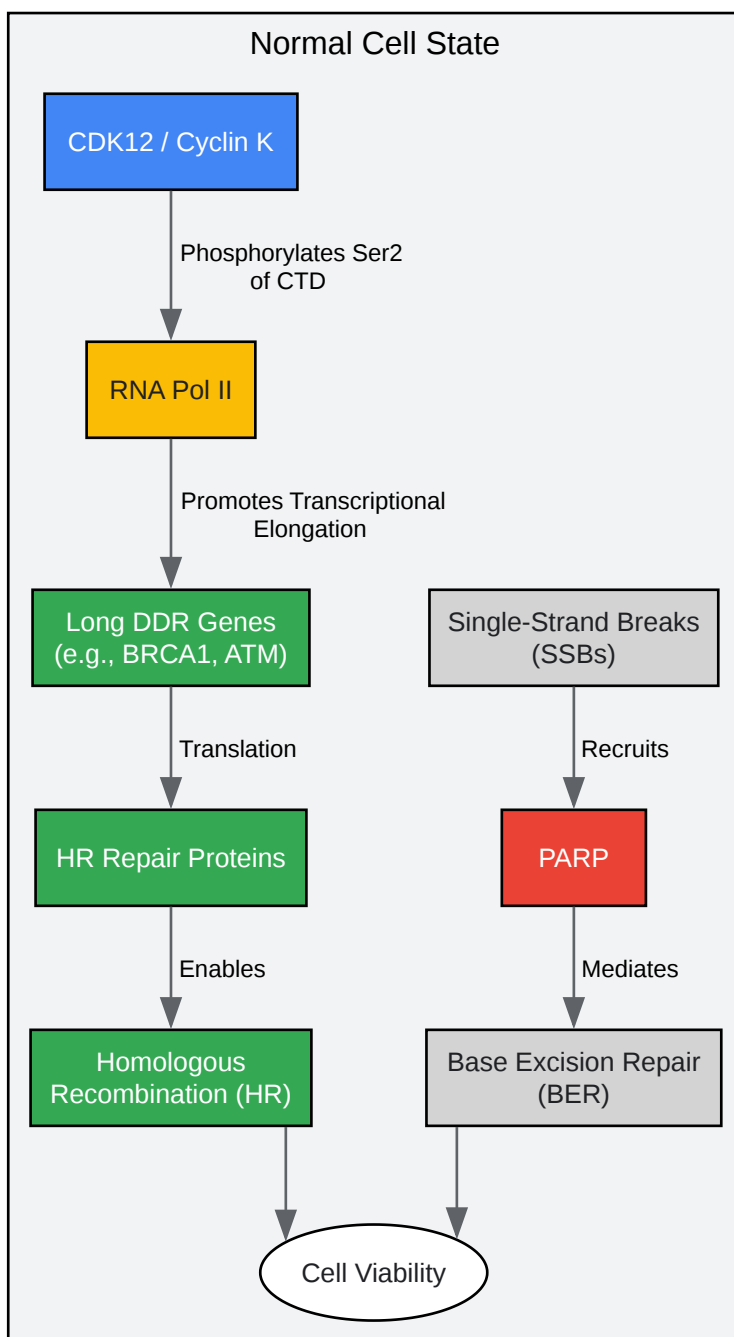 Normal Cell State
CDK12 / Cyclin K
Phosphorylates Ser2
of CTD
RNA Pol II
Promotes Transcriptional
Elongation
Long DDR Genes
(e.g., BRCA1, ATM)
Translation
HR Repair Proteins
Enables
Homologous
Recombination (HR)
Single-Strand Breaks
(SSBs)
Recruits
PARP
Mediates
Base Excision Repair
(BER)
Cell Viability